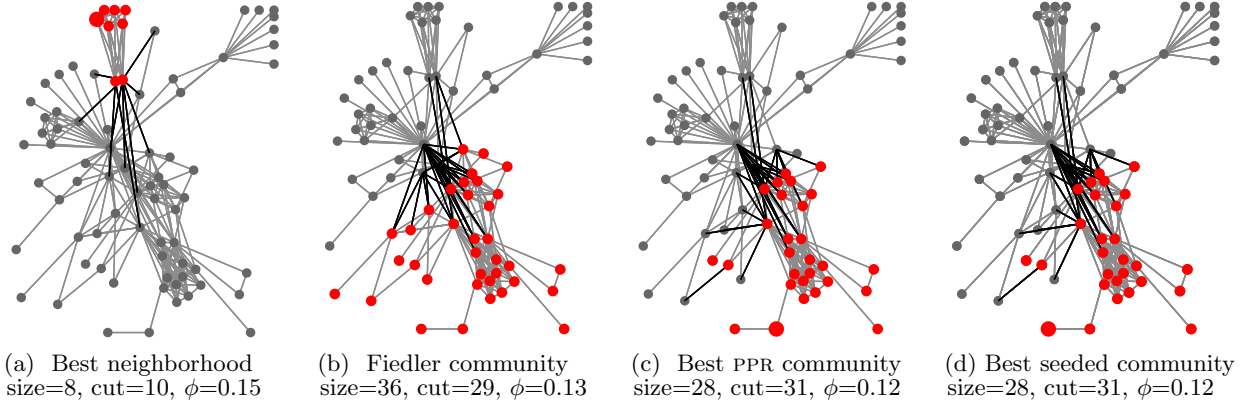 (a) Best neighborhood
size=8, cut=10, ϕ=0.15
(b) Fiedler community
size=36, cut=29, ϕ=0.13
(c) Best PPR community
size=28, cut=31, ϕ=0.12
(d) Best seeded community
size=28, cut=31, ϕ=0.12